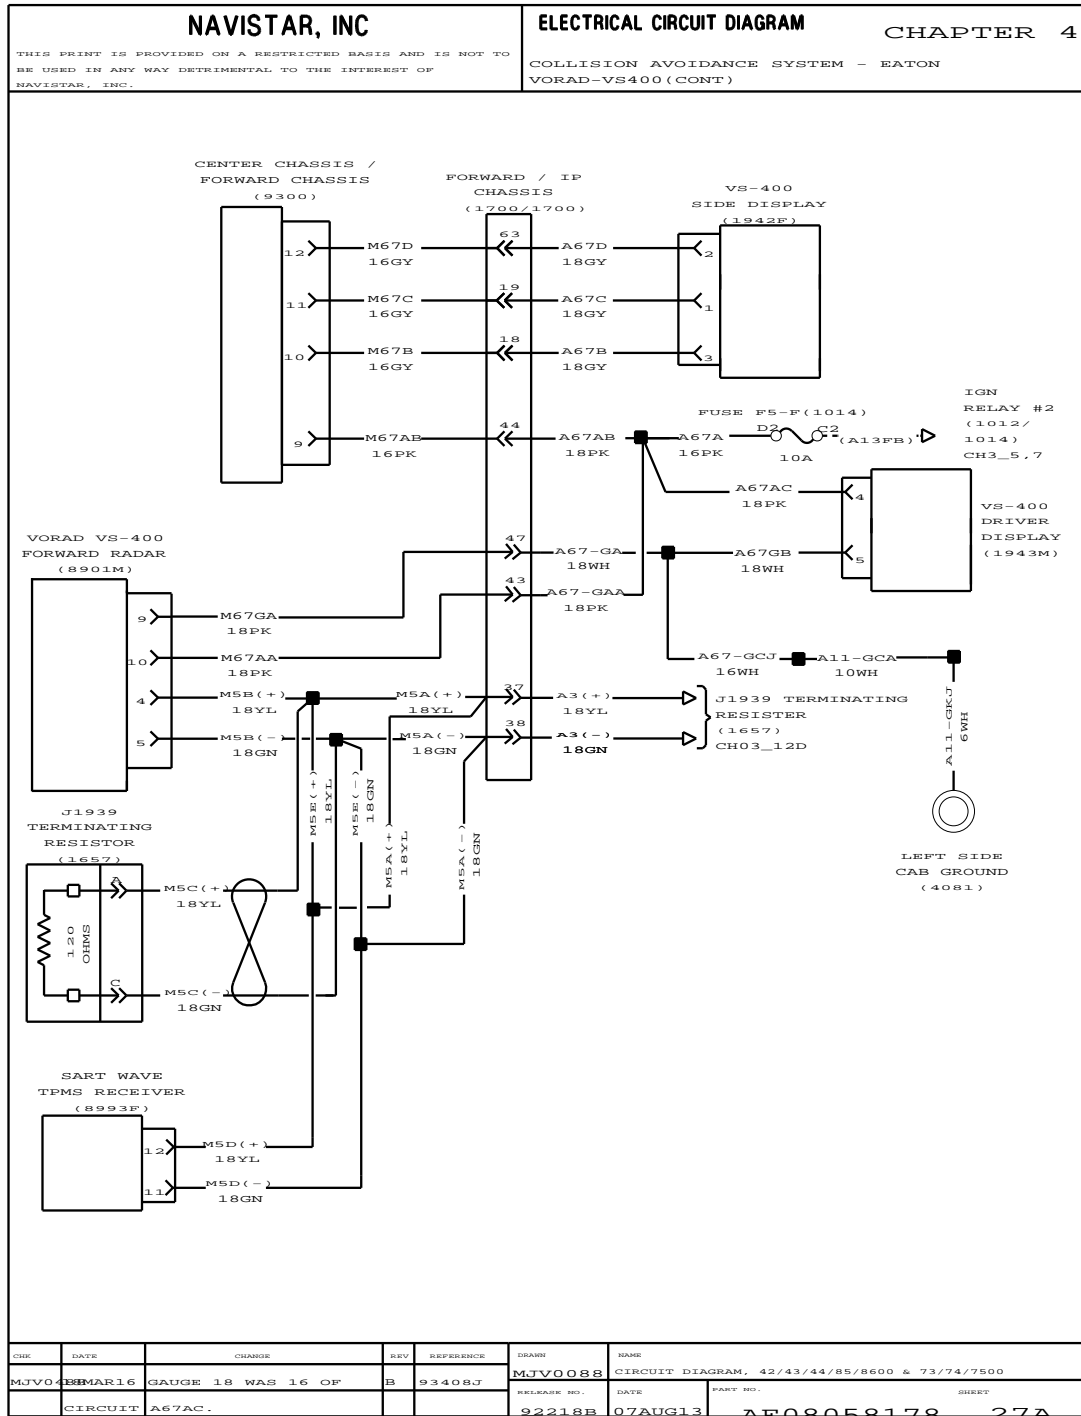 NAVISTAR, INC
THIS PRINT IS PROVIDED ON A RESTRICTED BASIS AND IS NOT TO
BE USED IN ANY WAY DETRIMENTAL TO THE INTEREST OF
NAVISTAR, INC.
ELECTRICAL CIRCUIT DIAGRAM
CHAPTER 4
COLLISION AVOIDANCE SYSTEM - EATON
VORAD-VS400(CONT)
CENTER CHASSIS /
FORWARD CHASSIS
(9300)
FORWARD / IP
CHASSIS
(1700/1700)
VS-400
SIDE DISPLAY
(1942F)
12
M67D
16GY
63
A67D
18GY
2
11
M67C
16GY
19
A67C
18GY
1
10
M67B
16GY
18
A67B
18GY
3
9
M67AB
16PK
44
A67AB
18PK
A67A
16PK
FUSE F5-F(1014)
D2
C2
10A
(A13FB)
IGN
RELAY #2
(1012/
1014)
CH3_5,7
A67AC
18PK
4
VS-400
DRIVER
DISPLAY
(1943M)
47
A67-GA
18WH
A67GB
18WH
5
43
A67-GAA
18PK
VORAD VS-400
FORWARD RADAR
(8901M)
9
M67GA
18PK
10
M67AA
18PK
4
M5B(+)
18YL
M5A(+)
18YL
37
A3(+)
18YL
5
M5B(-)
18GN
M5A(-)
18GN
38
A3(-)
18GN
A67-GCJ
16WH
A11-GCA
10WH
J1939 TERMINATING
RESISTER
(1657)
CH03_12D
A11-GKJ
6WH
LEFT SIDE
CAB GROUND
(4081)
M5E(+)
18YL
M5E(-)
18GN
M5A(+)
18YL
M5A(-)
18GN
J1939
TERMINATING
RESISTOR
(1657)
A
M5C(+)
18YL
120
OHMS
C
M5C(-)
18GN
SART WAVE
TPMS RECEIVER
(8993F)
12
M5D(+)
18YL
11
M5D(-)
18GN
CHK DATE CHANGE REV REFERENCE
MAR16 GAUGE 18 WAS 16 OF B 93408J
CIRCUIT A67AC.
DRAWN
MJV0088
NAME
CIRCUIT DIAGRAM, 42/43/44/85/8600 & 73/74/7500
RELEASE NO.
92218B
DATE
07AUG13
PART NO.
AF08058178
SHEET
27A